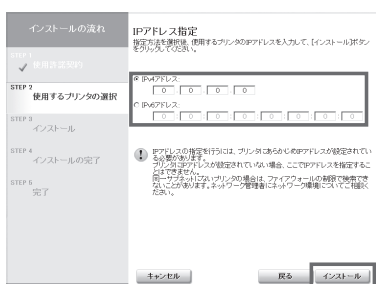 インストールの流れ
STEP 1
使用許諾契約
STEP 2
使用するプリンタの選択
STEP 3
インストール
STEP 4
インストールの完了
STEP 5
完了
IPアドレス指定
指定方法を選択後、使用するプリンタのIPアドレスを入力して、[インストール]ボタン
をクリックしてください。
IPv4アドレス:
0 . 0 . 0 . 0
IPv6アドレス:
0 : 0 : 0 : 0 : 0 : 0 : 0 : 0
IPアドレスの指定を行うには、プリンタにあらかじめIPアドレスが設定されてい
る必要があります。
プリンタにIPアドレスが設定されていない場合、ここでIPアドレスを指定するこ
とはできません。
同一サブネットにないプリンタの場合は、ファイアウォールの制限で検索でき
ないことがあります。ネットワーク管理者にネットワーク環境についてご相談く
ださい。
キャンセル
戻る
インストール